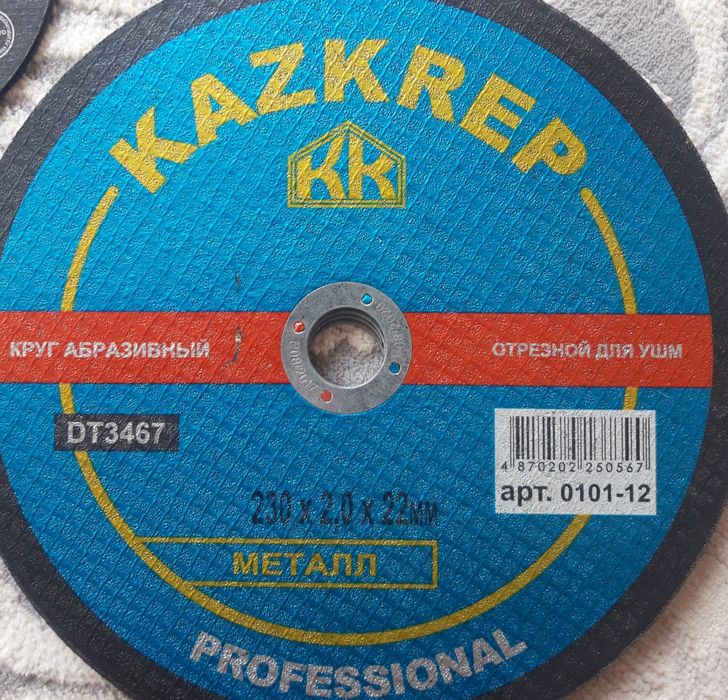 KAZKREP
KK
КРУГ АБРАЗИВНЫЙ
ОТРЕЗНОЙ ДЛЯ УШМ
DT3467
4 870202 250567
арт. 0101-12
230 x 2.0 x 22мм
МЕТАЛЛ
PROFESSIONAL